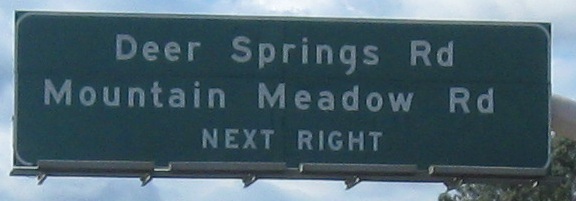 Deer Springs Rd
Mountain Meadow Rd
NEXT RIGHT